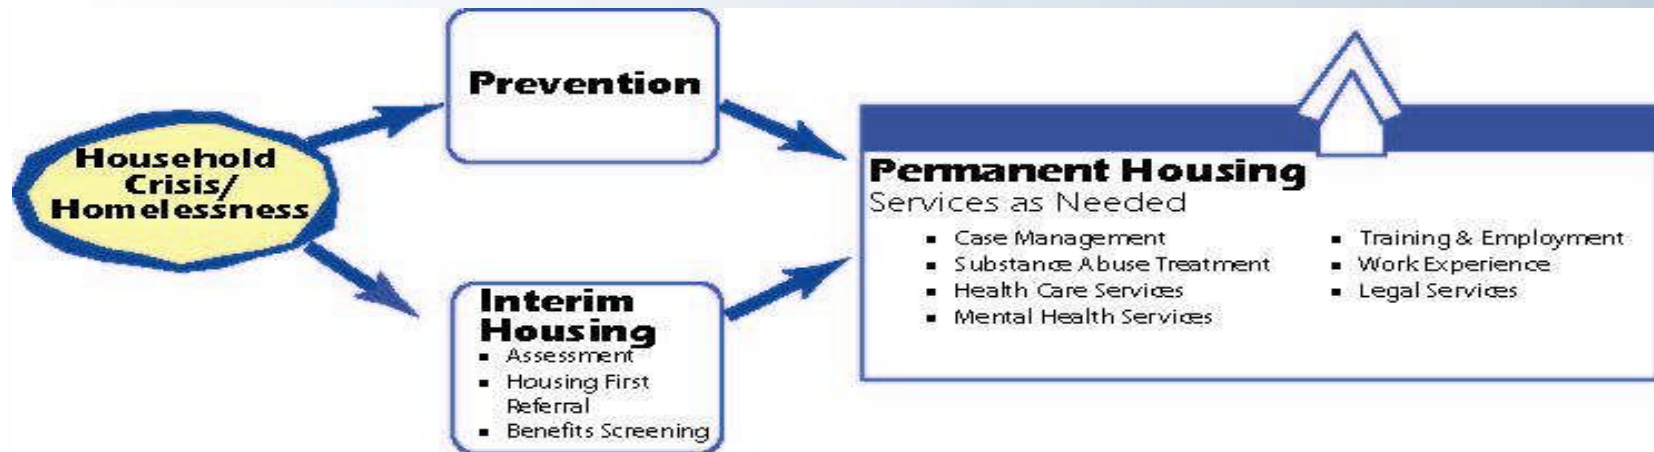 Household
Crisis/
Homelessness
Prevention
Interim
Housing
▪ Assessment
▪ Housing First
Referral
▪ Benefits Screening
Permanent Housing
Services as Needed
▪ Case Management
▪ Substance Abuse Treatment
▪ Health Care Services
▪ Mental Health Services
▪ Training & Employment
▪ Work Experience
▪ Legal Services